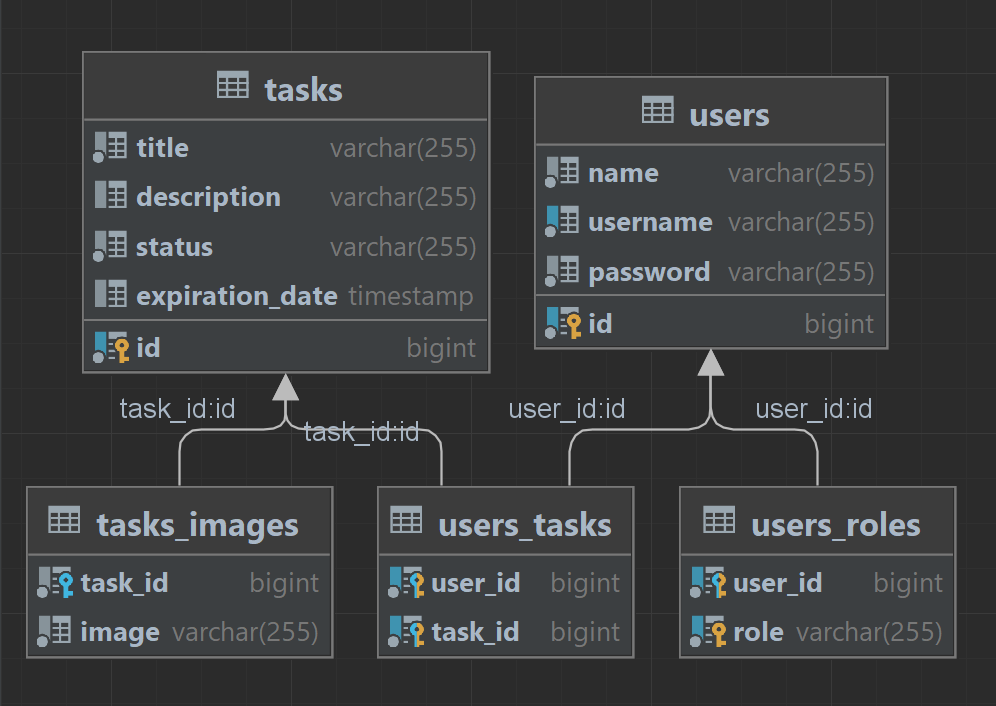 tasks
title varchar(255)
description varchar(255)
status varchar(255)
expiration_date timestamp
id bigint
users
name varchar(255)
username varchar(255)
password varchar(255)
id bigint
task_id:id
task_id:id
user_id:id
user_id:id
tasks_images
task_id bigint
image varchar(255)
users_tasks
user_id bigint
task_id bigint
users_roles
user_id bigint
role varchar(255)